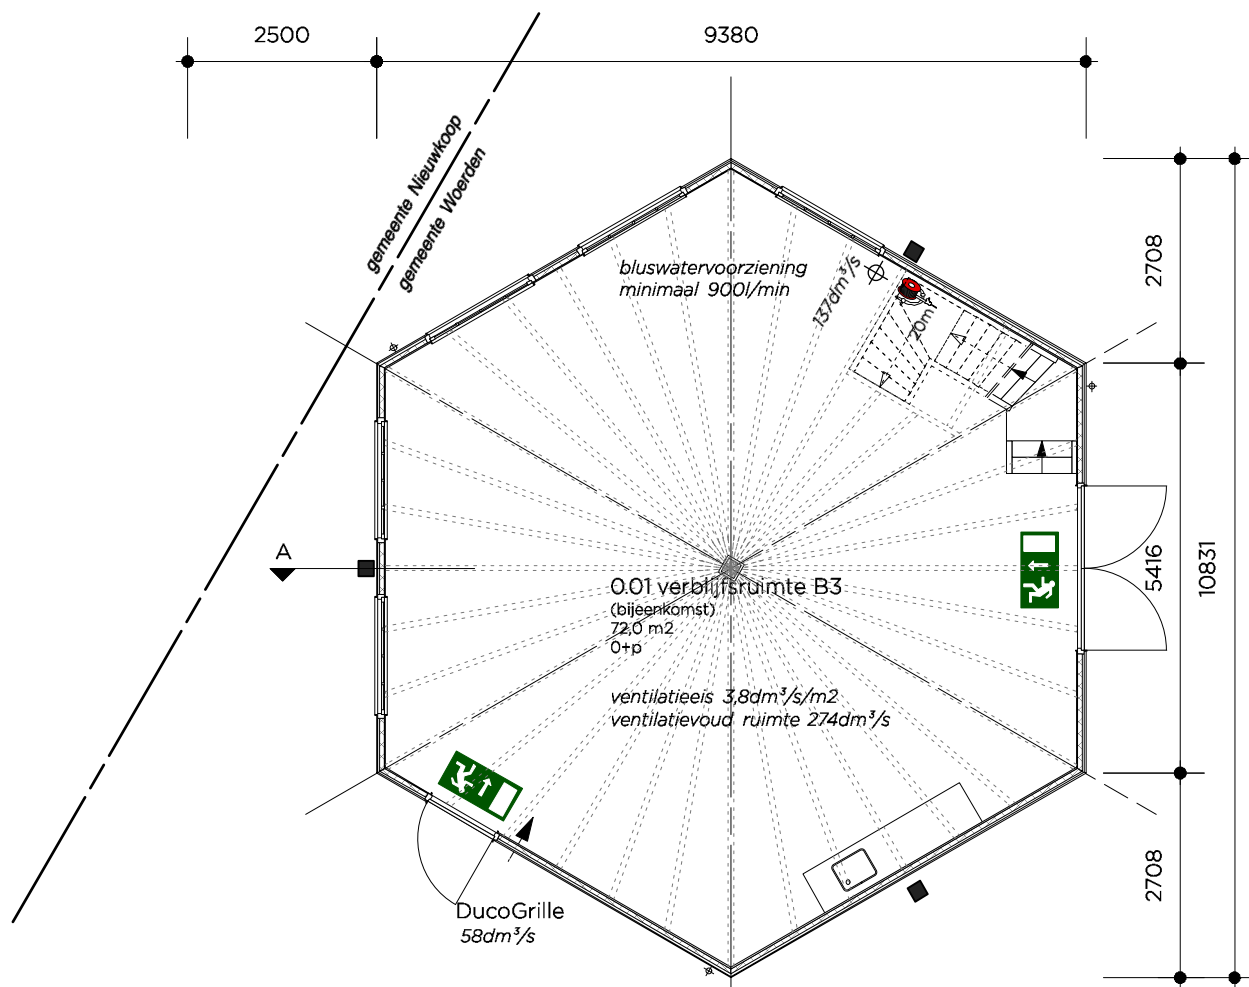 2500
9380
gemeente Nieuwkoop
gemeente Woerden
2708
bluswatervoorziening
minimaal 900l/min
137dm³/s
20m
A
5416
10831
0.01 verblijfsruimte B3
(bijeenkomst)
72,0 m2
0+p
ventilatieeis 3,8dm³/s/m2
ventilatievoud ruimte 274dm³/s
2708
DucoGrille
58dm³/s